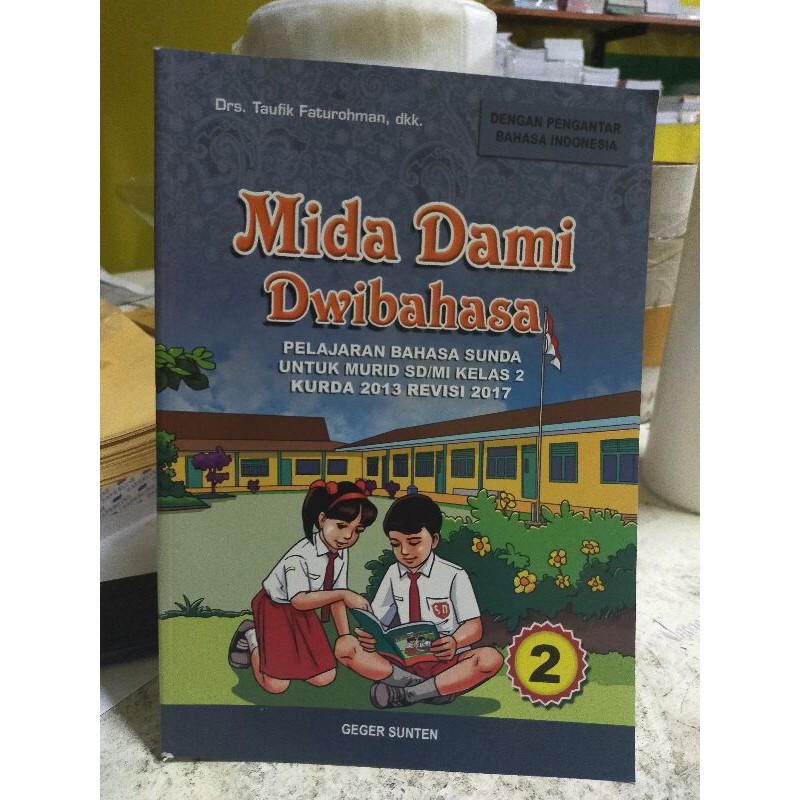 Drs. Taufik Faturohman, dkk.
DENGAN PENGANTAR
BAHASA INDONESIA
Mida Dami
Dwibahasa
PELAJARAN BAHASA SUNDA
UNTUK MURID SD/MI KELAS 2
KURDA 2013 REVISI 2017
SD
2
GEGER SUNTEN